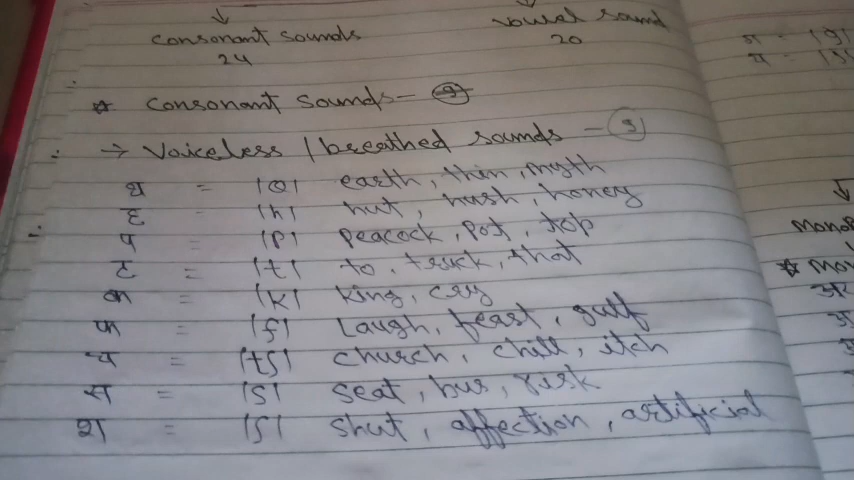 ↓ ↓
consonant sounds vowel sound
24 20
* Consonant sounds -
→ Voiceless / breathed sounds - 9
थ = /θ/ earth, thin, myth
ह = /h/ hut, hush, honey
प = /p/ peacock, pot, top
ट = /t/ to, truck, that
क = /k/ king, cry
फ = /f/ Laugh, feast, gulf
च = /tʃ/ church, chill, itch
स = /s/ seat, bus, risk
श = /ʃ/ shut, affection, artificial